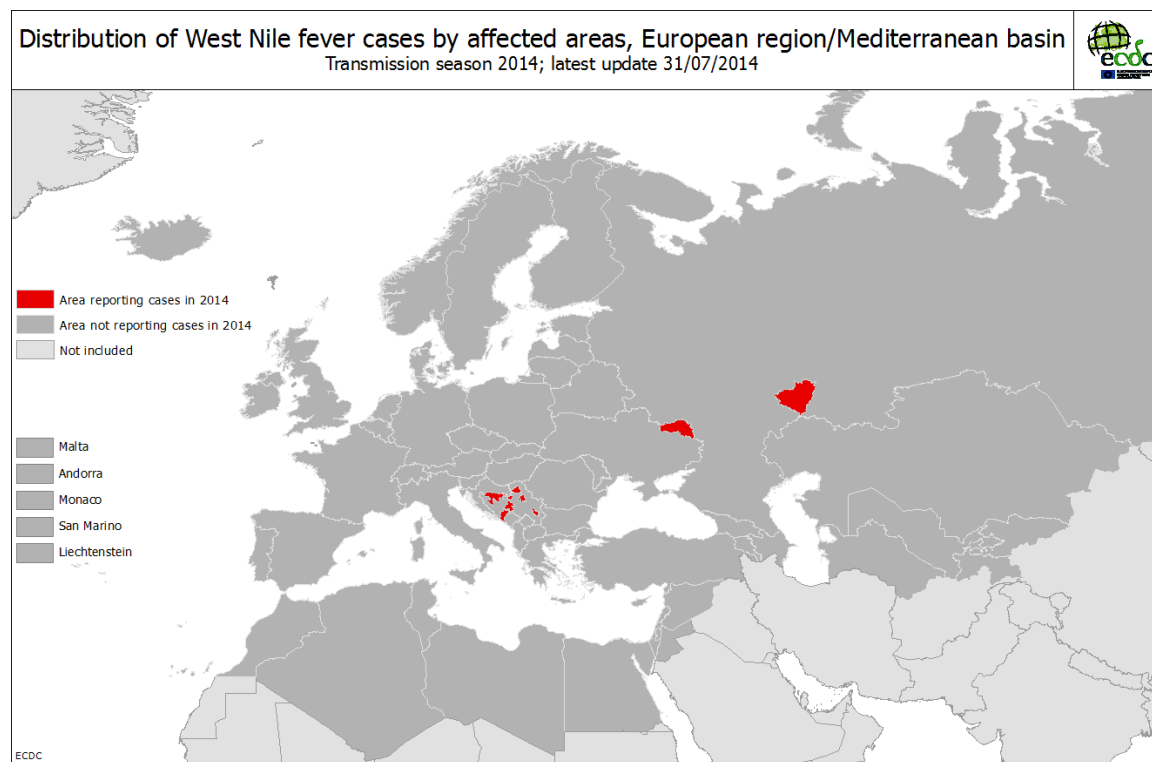 Distribution of West Nile fever cases by affected areas, European region/Mediterranean basin
Transmission season 2014; latest update 31/07/2014
ecdc
Area reporting cases in 2014
Area not reporting cases in 2014
Not included
Malta
Andorra
Monaco
San Marino
Liechtenstein
ECDC